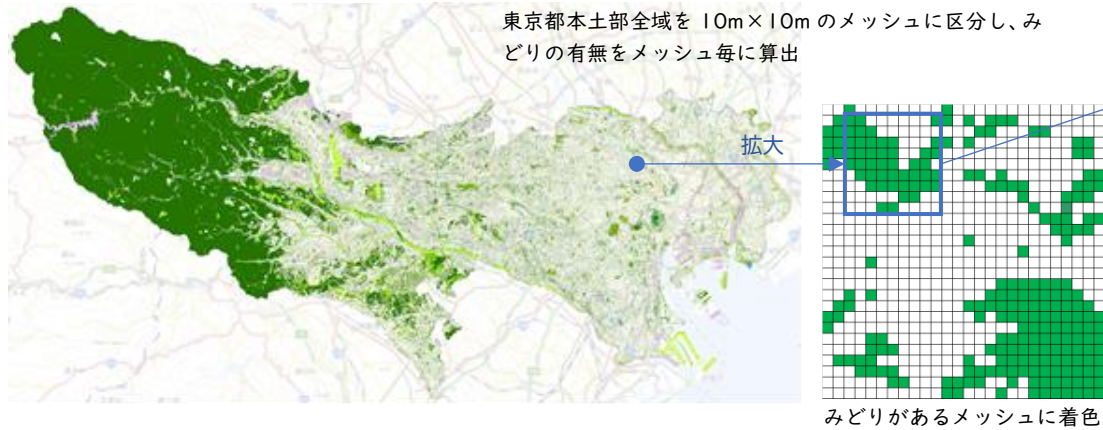 東京都本土部全域を10m×10mのメッシュに区分し、み
どりの有無をメッシュ毎に算出
拡大
みどりがあるメッシュに着色